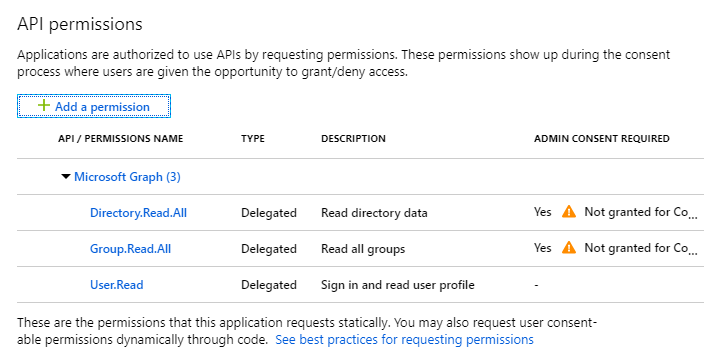 API permissions
Applications are authorized to use APIs by requesting permissions. These permissions show up during the consent
process where users are given the opportunity to grant/deny access.
+ Add a permission
API / PERMISSIONS NAME TYPE DESCRIPTION ADMIN CONSENT REQUIRED
Microsoft Graph (3)
Directory.Read.All Delegated Read directory data Yes Not granted for Co...
Group.Read.All Delegated Read all groups Yes Not granted for Co...
User.Read Delegated Sign in and read user profile -
These are the permissions that this application requests statically. You may also request user consent-
able permissions dynamically through code. See best practices for requesting permissions